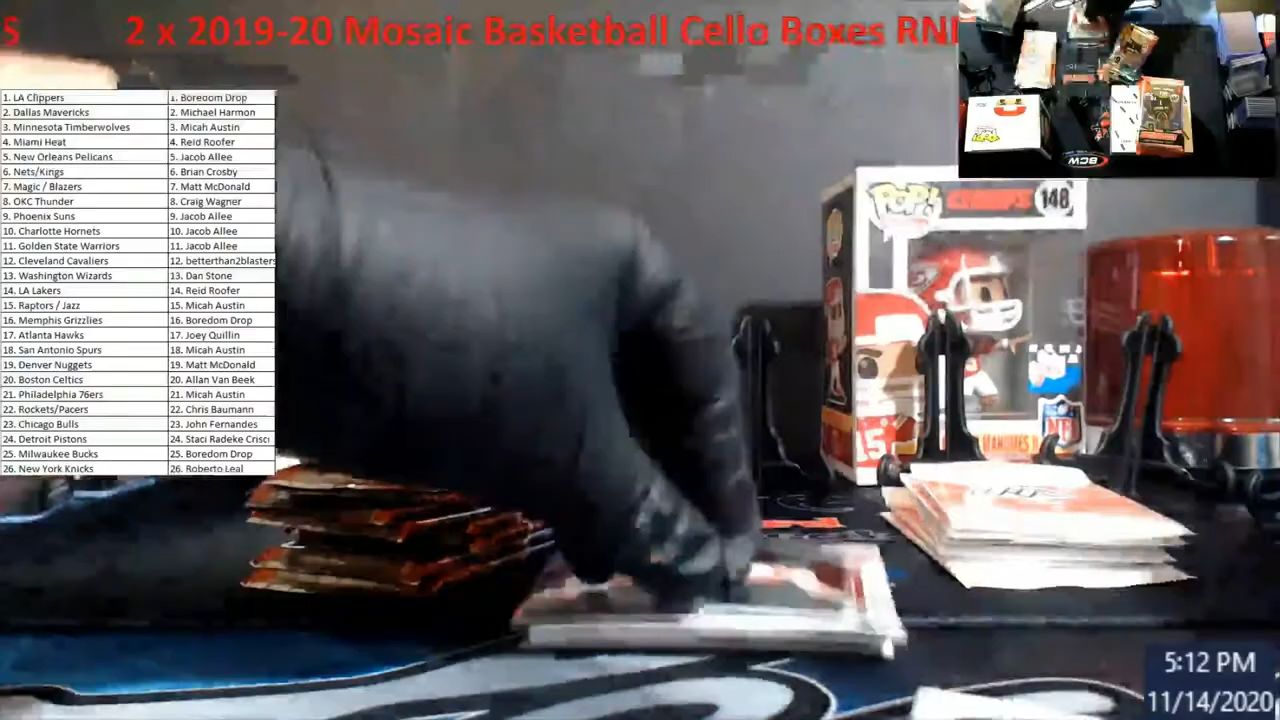 S 2 x 2019-20 Mosaic Basketball Cello Boxes RN
1. LA Clippers 1. Boredom Drop
2. Dallas Mavericks 2. Michael Harmon
3. Minnesota Timberwolves 3. Micah Austin
4. Miami Heat 4. Reid Roofer
5. New Orleans Pelicans 5. Jacob Allee
6. Nets/Kings 6. Brian Crosby
7. Magic / Blazers 7. Matt McDonald
8. OKC Thunder 8. Craig Wagner
9. Phoenix Suns 9. Jacob Allee
10. Charlotte Hornets 10. Jacob Allee
11. Golden State Warriors 11. Jacob Allee
12. Cleveland Cavaliers 12. betterthan2blasters
13. Washington Wizards 13. Dan Stone
14. LA Lakers 14. Reid Roofer
15. Raptors / Jazz 15. Micah Austin
16. Memphis Grizzlies 16. Boredom Drop
17. Atlanta Hawks 17. Joey Quillin
18. San Antonio Spurs 18. Micah Austin
19. Denver Nuggets 19. Matt McDonald
20. Boston Celtics 20. Allan Van Beek
21. Philadelphia 76ers 21. Micah Austin
22. Rockets/Pacers 22. Chris Baumann
23. Chicago Bulls 23. John Fernandes
24. Detroit Pistons 24. Staci Radeke Crisci
25. Milwaukee Bucks 25. Boredom Drop
26. New York Knicks 26. Roberto Leal
BCW
POP! CHIEFS 148
15
NFL
5:12 PM
11/14/2020